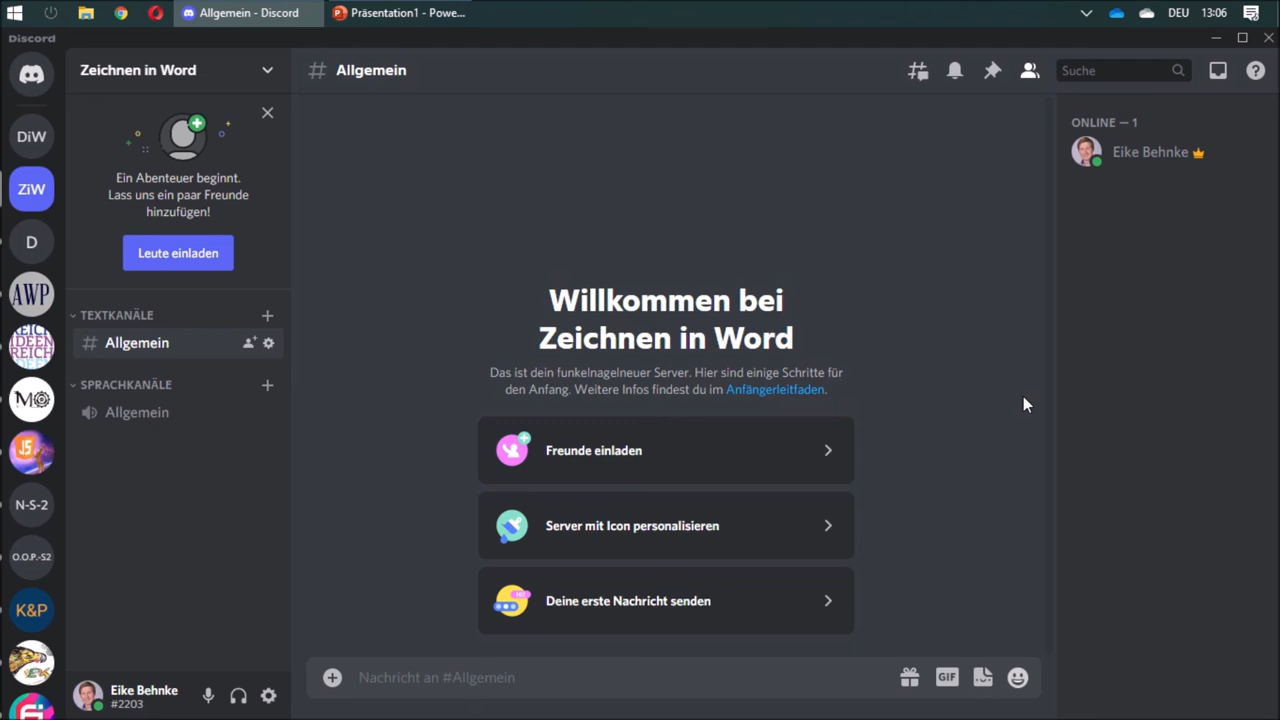 Allgemein - Discord
Präsentation1 - Powe...
DEU
13:06
Discord
Zeichnen in Word
Allgemein
Suche
DiW
ZiW
D
AWP
IDEEN
REICH
JS
N-S-2
O.O.P.-S2
K&P
Ein Abenteuer beginnt.
Lass uns ein paar Freunde
hinzufügen!
Leute einladen
TEXTKANÄLE
Allgemein
SPRACHKANÄLE
Allgemein
Eike Behnke
#2203
Willkommen bei
Zeichnen in Word
Das ist dein funkelnagelneuer Server. Hier sind einige Schritte für
den Anfang. Weitere Infos findest du im Anfängerleitfaden.
Freunde einladen
Server mit Icon personalisieren
Deine erste Nachricht senden
Nachricht an #Allgemein
GIF
ONLINE — 1
Eike Behnke